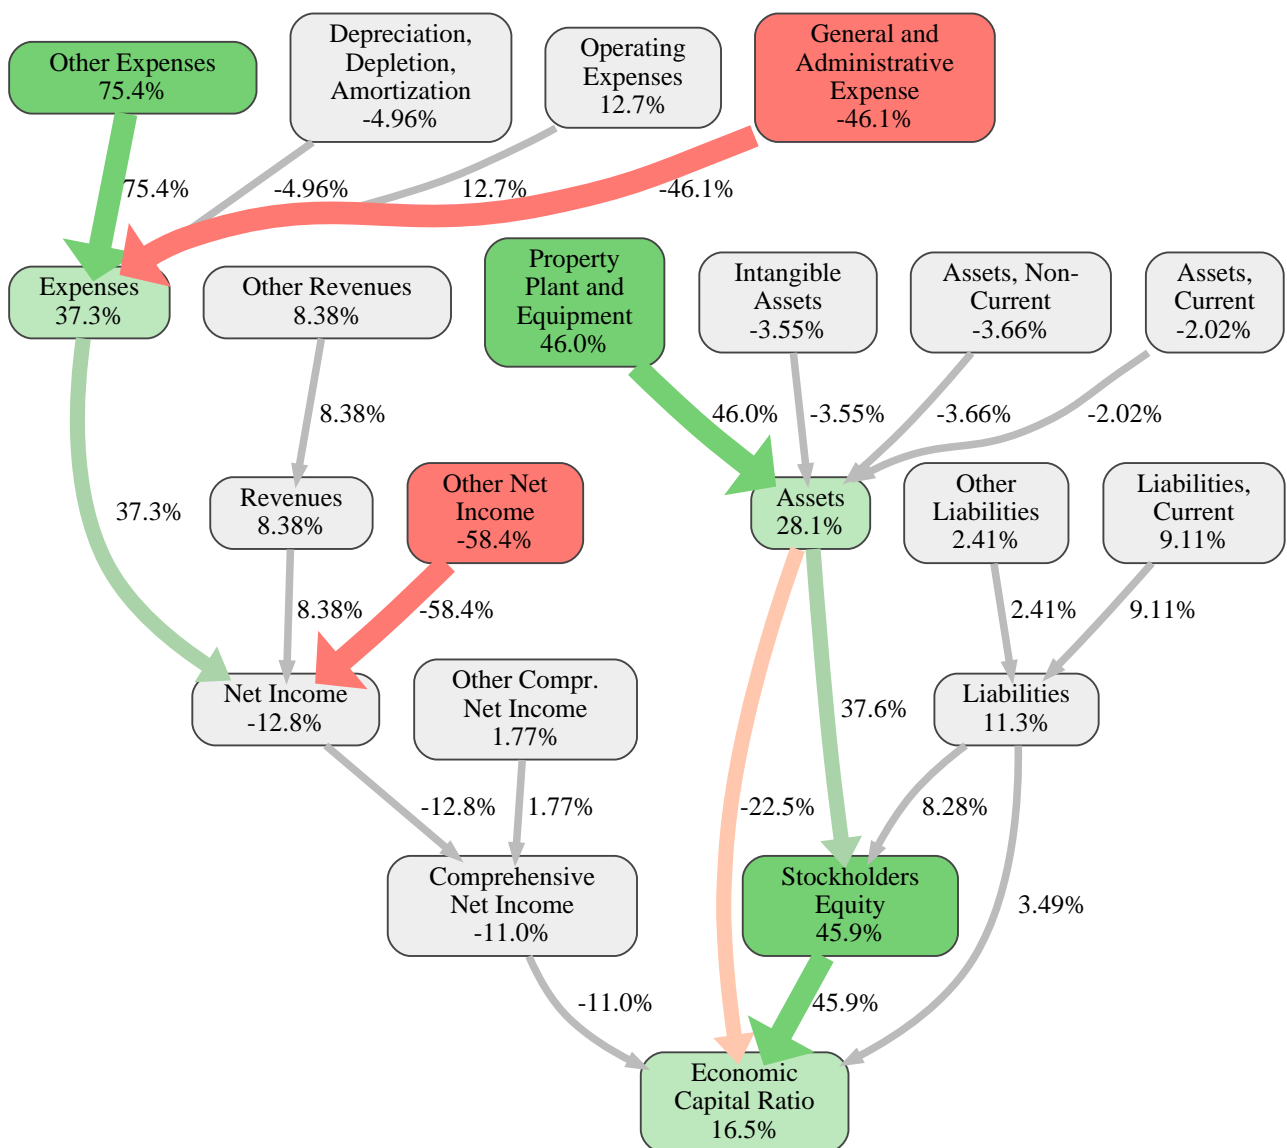 Other Expenses
75.4%
Depreciation,
Depletion,
Amortization
-4.96%
Operating
Expenses
12.7%
General and
Administrative
Expense
-46.1%
75.4%
-4.96%
12.7%
-46.1%
Expenses
37.3%
Other Revenues
8.38%
Property
Plant and
Equipment
46.0%
Intangible
Assets
-3.55%
Assets, Non-
Current
-3.66%
Assets,
Current
-2.02%
8.38%
46.0%
-3.55%
-3.66%
-2.02%
37.3%
Revenues
8.38%
Other Net
Income
-58.4%
Assets
28.1%
Other
Liabilities
2.41%
Liabilities,
Current
9.11%
8.38%
-58.4%
2.41%
9.11%
Net Income
-12.8%
Other Compr.
Net Income
1.77%
37.6%
Liabilities
11.3%
-12.8%
1.77%
-22.5%
8.28%
Comprehensive
Net Income
-11.0%
Stockholders
Equity
45.9%
3.49%
-11.0%
45.9%
Economic
Capital Ratio
16.5%